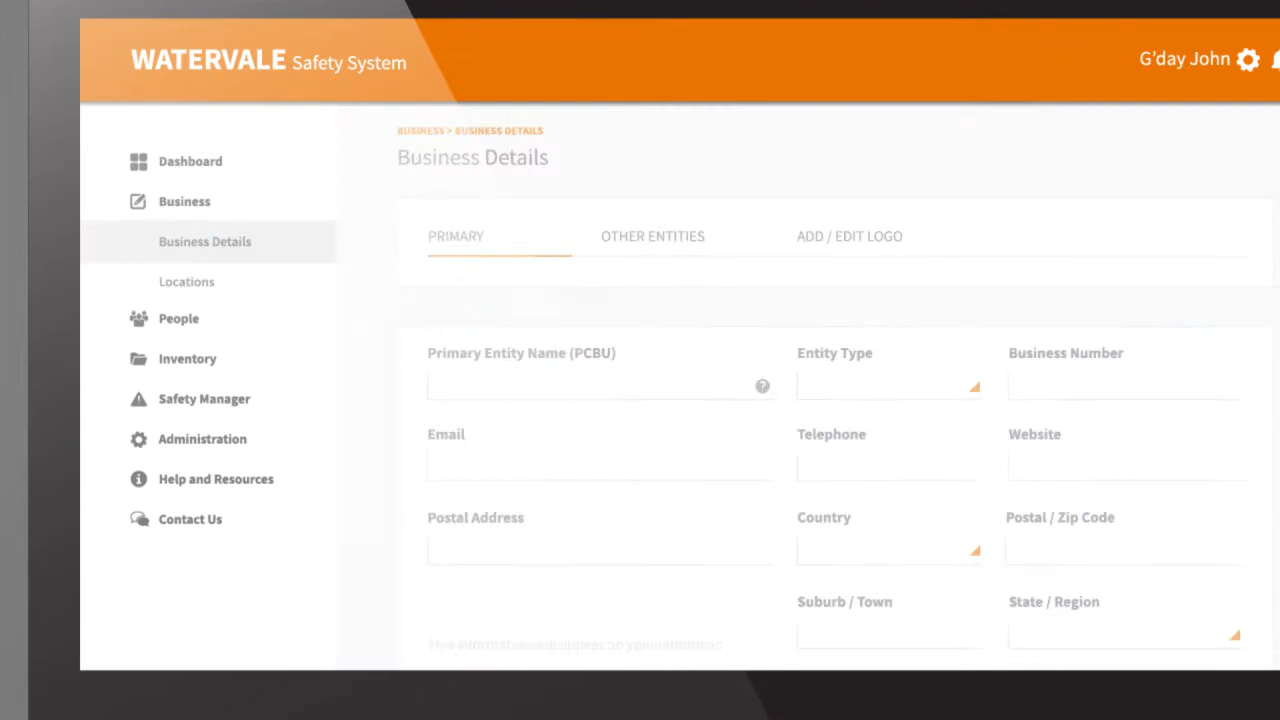 WATERVALE Safety System
G'day John
BUSINESS > BUSINESS DETAILS
Business Details
Dashboard
Business
Business Details
Locations
People
Inventory
Safety Manager
Administration
Help and Resources
Contact Us
PRIMARY
OTHER ENTITIES
ADD / EDIT LOGO
Primary Entity Name (PCBU)
Entity Type
Business Number
?
Email
Telephone
Website
Postal Address
Country
Postal / Zip Code
Suburb / Town
State / Region